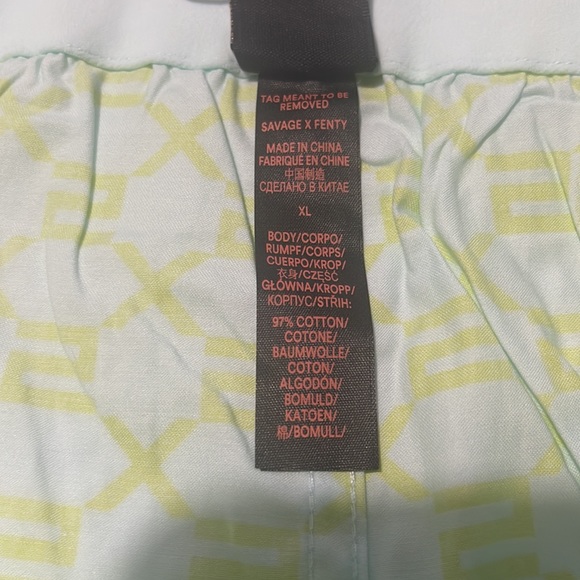 TAG MEANT TO BE
REMOVED
SAVAGE X FENTY
MADE IN CHINA
FABRIQUÉ EN CHINE
中国制造
СДЕЛАНО В КИТАЕ
XL
BODY/CORPO/
RUMPF/CORPS/
CUERPO/KROP/
衣身/CZĘŚĆ
GŁÓWNA/KROPP/
КОРПУС/STŘIH:
97% COTTON/
COTONE/
BAUMWOLLE/
COTON/
ALGODÓN/
BOMULD/
KATOEN/
棉/BOMULL/